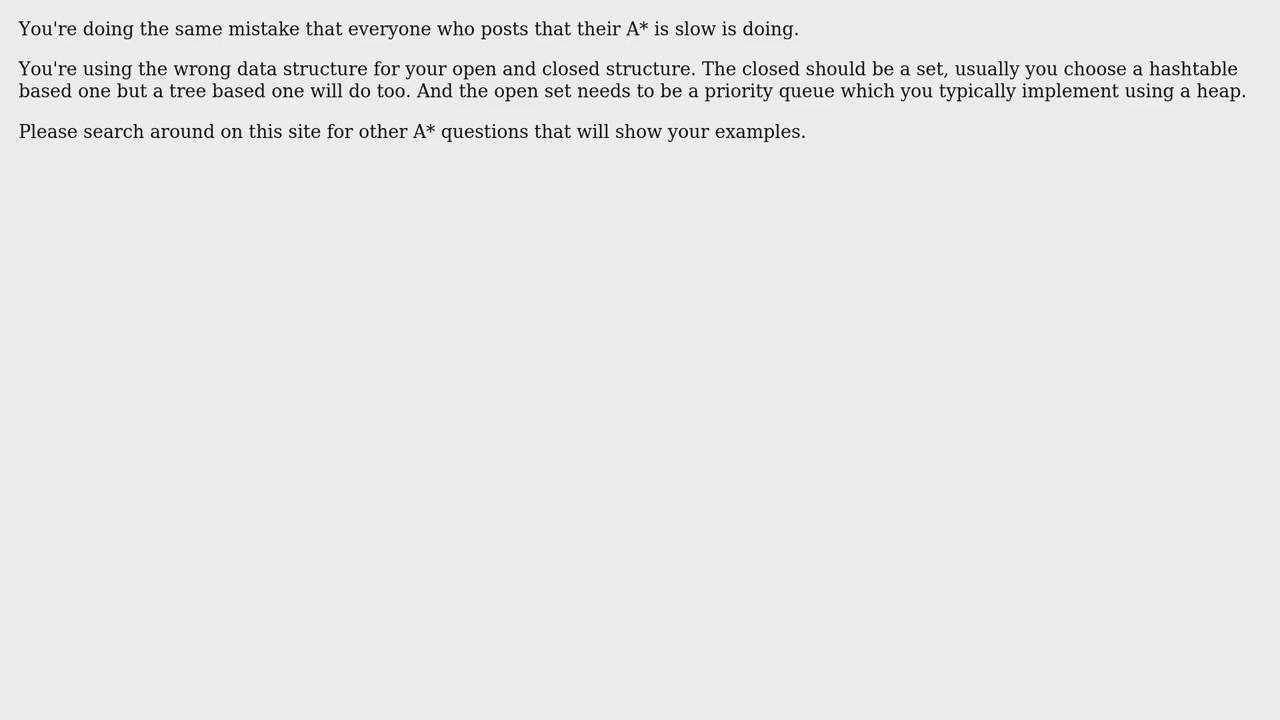 You're doing the same mistake that everyone who posts that their A* is slow is doing.
You're using the wrong data structure for your open and closed structure. The closed should be a set, usually you choose a hashtable
based one but a tree based one will do too. And the open set needs to be a priority queue which you typically implement using a heap.
Please search around on this site for other A* questions that will show your examples.